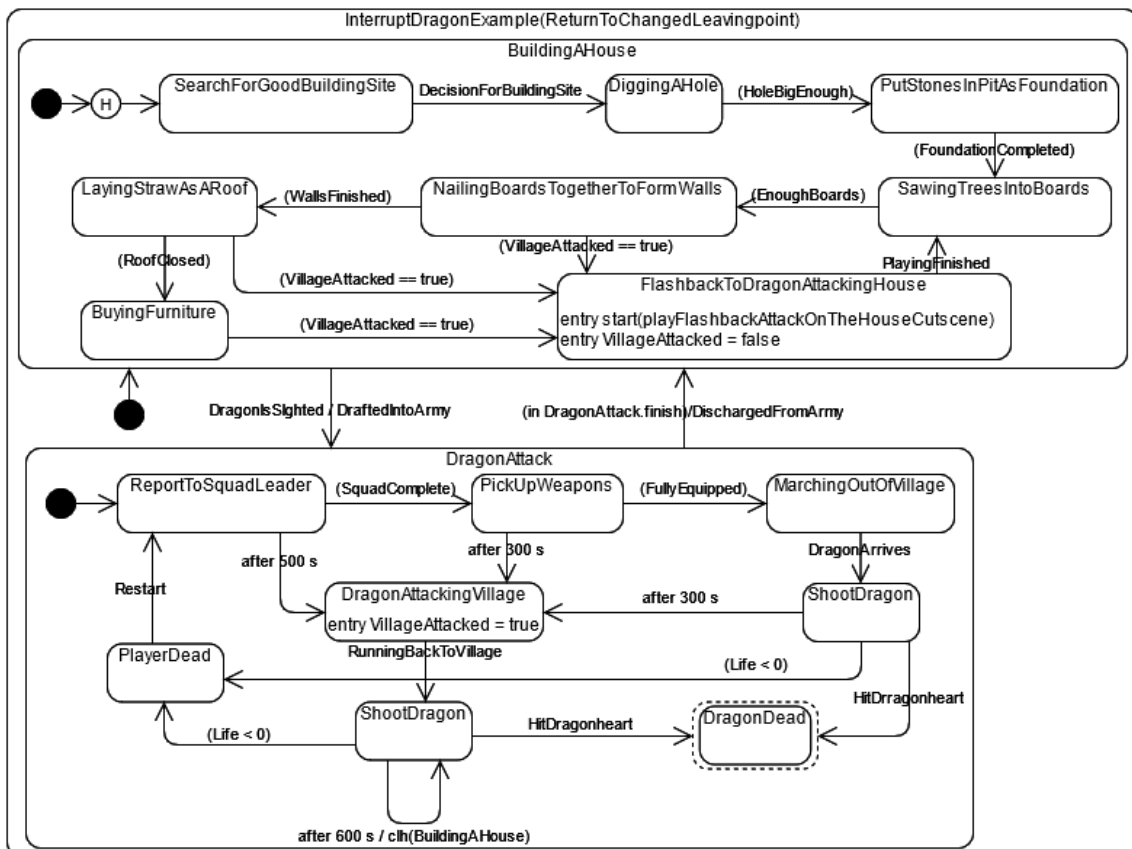 InterruptDragonExample(ReturnToChangedLeavingpoint)
BuildingAHouse
H
SearchForGoodBuildingSite
DecisionForBuildingSite
DiggingAHole
(HoleBigEnough)
PutStonesInPitAsFoundation
(FoundationCompleted)
LayingStrawAsARoof
(WallsFinished)
NailingBoardsTogetherToFormWalls
(EnoughBoards)
SawingTreesIntoBoards
(RoofClosed)
(VillageAttacked == true)
PlayingFinished
(VillageAttacked == true)
FlashbackToDragonAttackingHouse
entry start(playFlashbackAttackOnTheHouseCutscene)
entry VillageAttacked = false
BuyingFurniture
(VillageAttacked == true)
DragonIsSIghted / DraftedIntoArmy
(in DragonAttack.finish)/DischargedFromArmy
DragonAttack
ReportToSquadLeader
(SquadComplete)
PickUpWeapons
(FullyEquipped)
MarchingOutOfVillage
after 500 s
after 300 s
DragonArrives
Restart
DragonAttackingVillage
entry VillageAttacked = true
after 300 s
ShootDragon
PlayerDead
RunningBackToVillage
(Life < 0)
HitDrragonheart
ShootDragon
(Life < 0)
HitDragonheart
DragonDead
after 600 s / clh(BuildingAHouse)